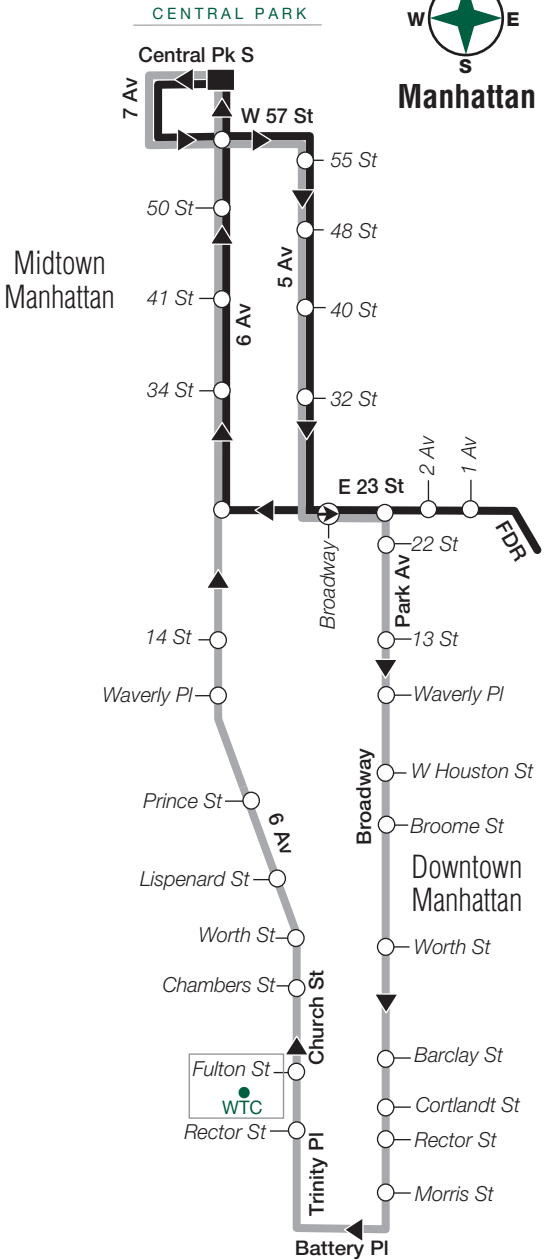 CENTRAL PARK
W E
S
Manhattan
Central Pk S
7 Av
W 57 St
55 St
50 St
48 St
Midtown
Manhattan
5 Av
41 St
40 St
6 Av
34 St
32 St
2 Av
1 Av
E 23 St
FDR
Broadway
22 St
Park Av
14 St
13 St
Waverly Pl
Waverly Pl
Broadway
W Houston St
Prince St
6 Av
Broome St
Downtown
Manhattan
Lispenard St
Worth St
Worth St
Chambers St
Church St
Barclay St
Fulton St
WTC
Cortlandt St
Rector St
Rector St
Trinity Pl
Morris St
Battery Pl